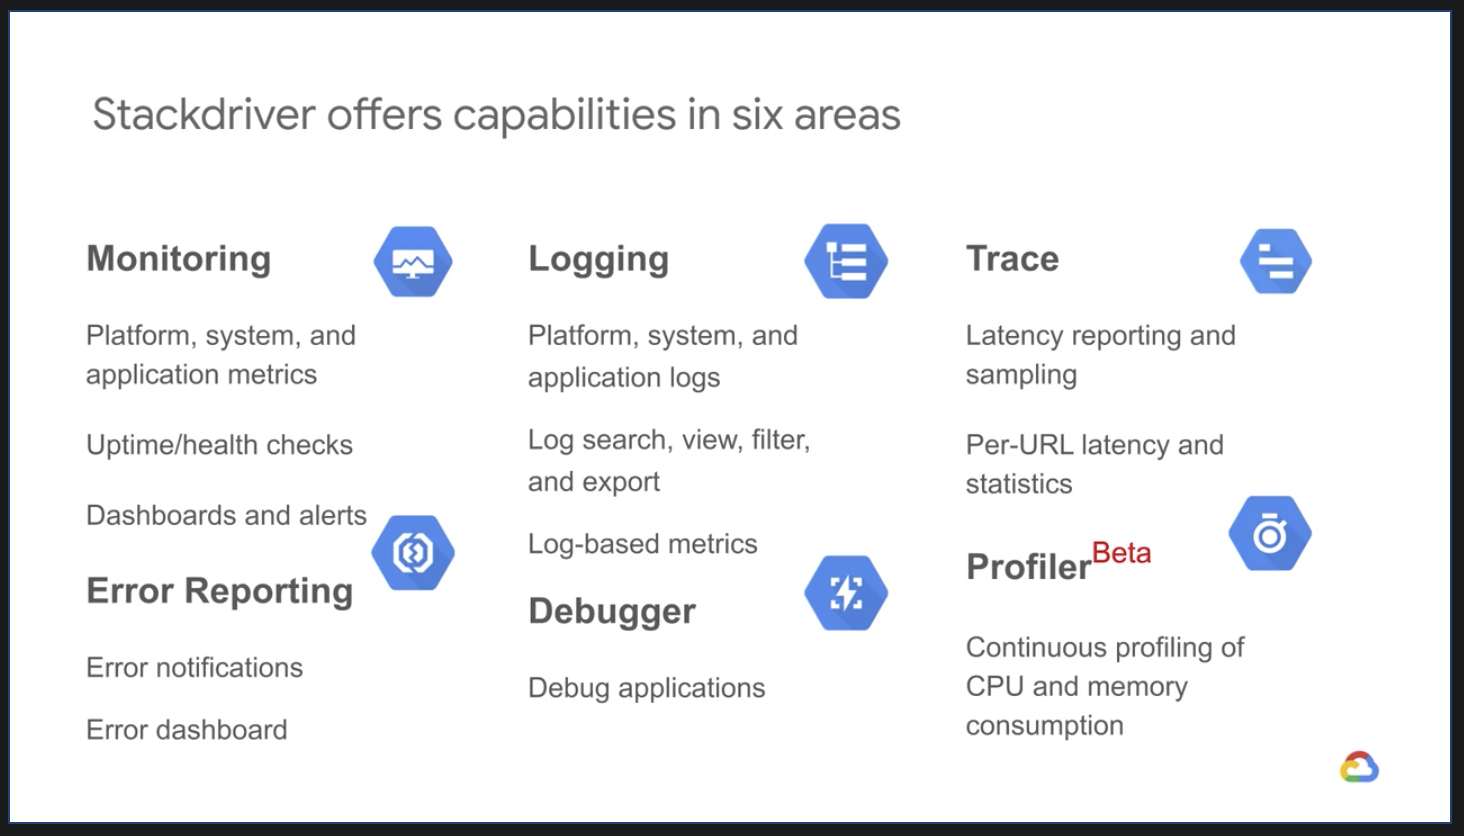 Stackdriver offers capabilities in six areas
Monitoring
Platform, system, and
application metrics
Uptime/health checks
Dashboards and alerts
Error Reporting
Error notifications
Error dashboard
Logging
Platform, system, and
application logs
Log search, view, filter,
and export
Log-based metrics
Debugger
Debug applications
Trace
Latency reporting and
sampling
Per-URL latency and
statistics
Profiler Beta
Continuous profiling of
CPU and memory
consumption